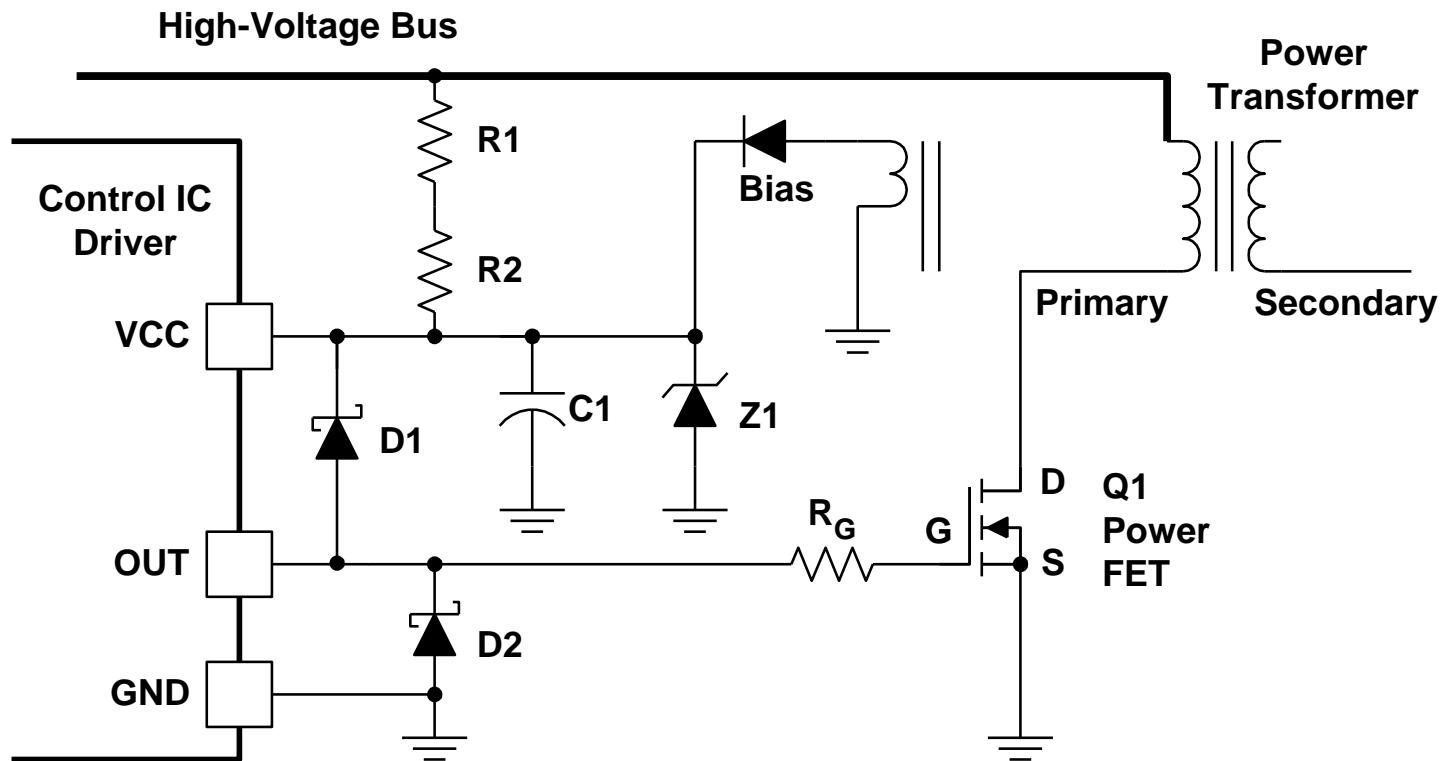 High-Voltage Bus
Power
Transformer
R1
Control IC
Driver
Bias
R2
Primary
Secondary
VCC
C1
Z1
D1
D
Q1
RG
G
Power
OUT
S
FET
D2
GND